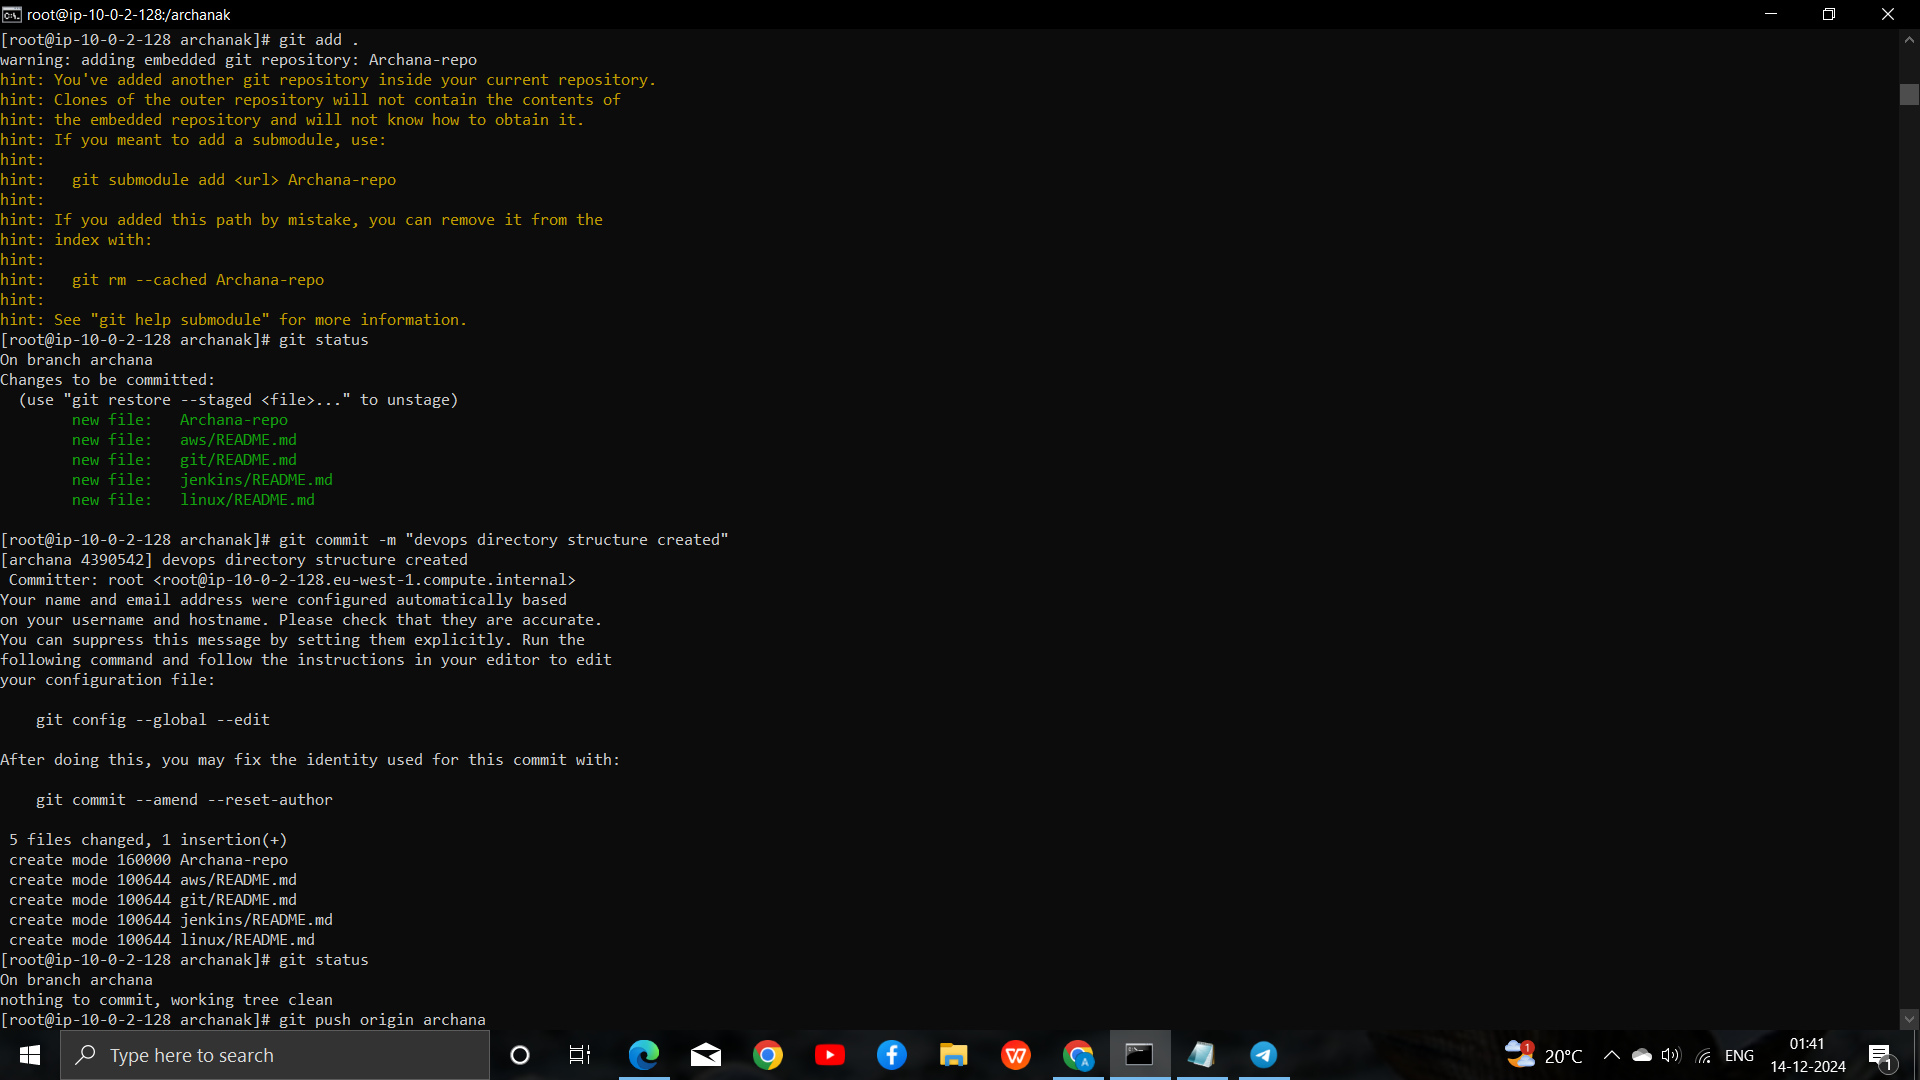 root@ip-10-0-2-128:/archanak
[root@ip-10-0-2-128 archanak]# git add .
warning: adding embedded git repository: Archana-repo
hint: You've added another git repository inside your current repository.
hint: Clones of the outer repository will not contain the contents of
hint: the embedded repository and will not know how to obtain it.
hint: If you meant to add a submodule, use:
hint:
hint:   git submodule add <url> Archana-repo
hint:
hint: If you added this path by mistake, you can remove it from the
hint: index with:
hint:
hint:   git rm --cached Archana-repo
hint:
hint: See "git help submodule" for more information.
[root@ip-10-0-2-128 archanak]# git status
On branch archana
Changes to be committed:
  (use "git restore --staged <file>..." to unstage)
        new file:   Archana-repo
        new file:   aws/README.md
        new file:   git/README.md
        new file:   jenkins/README.md
        new file:   linux/README.md
[root@ip-10-0-2-128 archanak]# git commit -m "devops directory structure created"
[archana 4390542] devops directory structure created
 Committer: root <root@ip-10-0-2-128.eu-west-1.compute.internal>
Your name and email address were configured automatically based
on your username and hostname. Please check that they are accurate.
You can suppress this message by setting them explicitly. Run the
following command and follow the instructions in your editor to edit
your configuration file:
    git config --global --edit
After doing this, you may fix the identity used for this commit with:
    git commit --amend --reset-author
 5 files changed, 1 insertion(+)
 create mode 160000 Archana-repo
 create mode 100644 aws/README.md
 create mode 100644 git/README.md
 create mode 100644 jenkins/README.md
 create mode 100644 linux/README.md
[root@ip-10-0-2-128 archanak]# git status
On branch archana
nothing to commit, working tree clean
[root@ip-10-0-2-128 archanak]# git push origin archana
Type here to search
1
20°C
ENG
01:41
14-12-2024
1